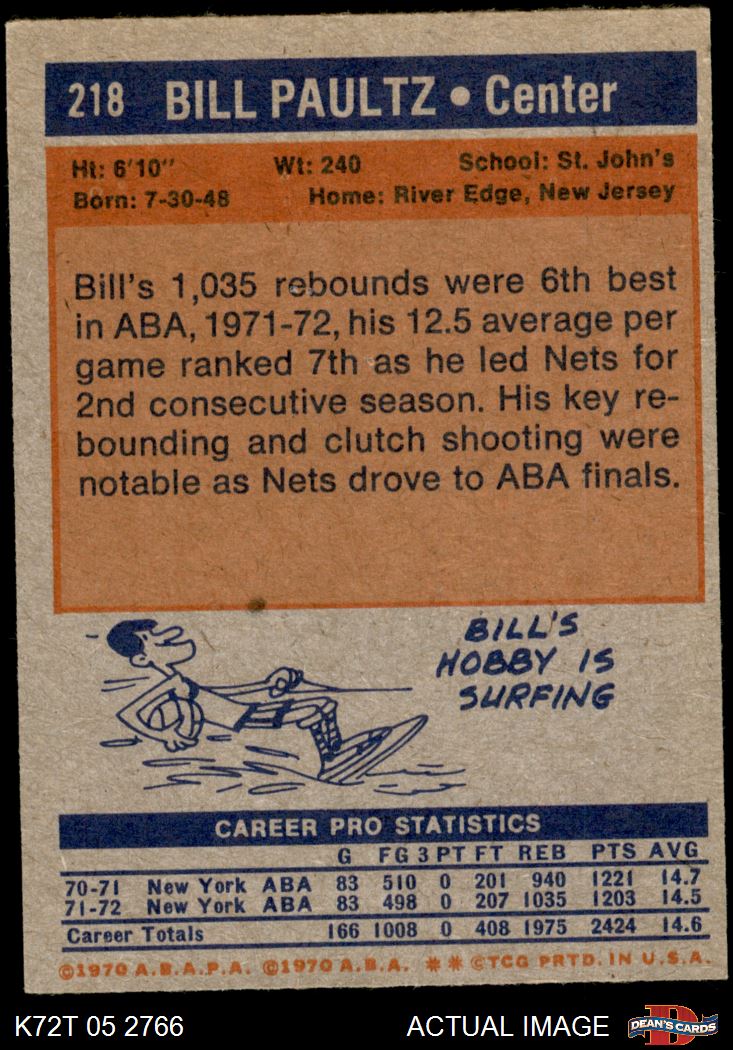 218 BILL PAULTZ • Center
Ht: 6'10" Wt: 240 School: St. John's
Born: 7-30-48 Home: River Edge, New Jersey
Bill's 1,035 rebounds were 6th best
in ABA, 1971-72, his 12.5 average per
game ranked 7th as he led Nets for
2nd consecutive season. His key re-
bounding and clutch shooting were
notable as Nets drove to ABA finals.
BILL'S
HOBBY IS
SURFING
CAREER PRO STATISTICS
G FG 3 PT FT REB PTS AVG
70-71 New York ABA 83 510 0 201 940 1221 14.7
71-72 New York ABA 83 498 0 207 1035 1203 14.5
Career Totals 166 1008 0 408 1975 2424 14.6
©1970 A.B.A.P.A. ©1970 A.B.A. ** ©TCG PRTD. IN U.S.A.
K72T 05 2766 ACTUAL IMAGE DEAN'S CARDS